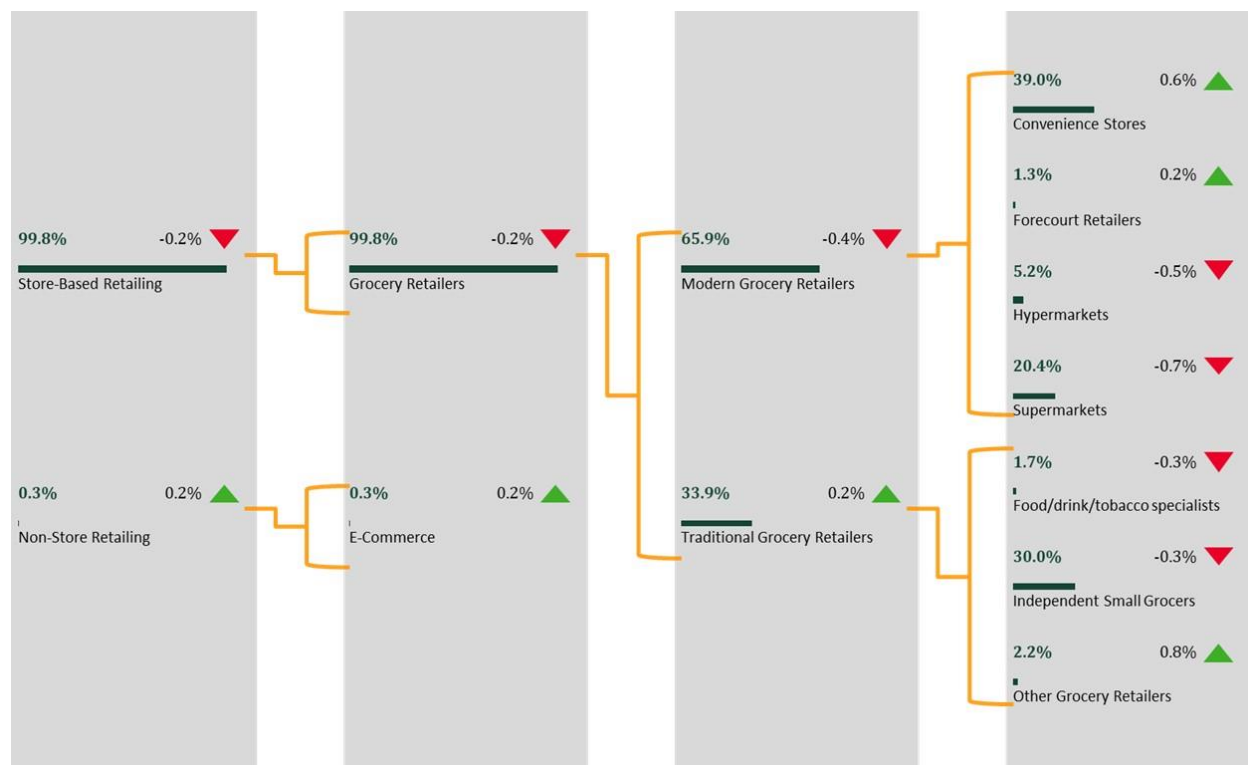 99.8% -0.2%
Store-Based Retailing
0.3% 0.2%
Non-Store Retailing
99.8% -0.2%
Grocery Retailers
0.3% 0.2%
E-Commerce
65.9% -0.4%
Modern Grocery Retailers
33.9% 0.2%
Traditional Grocery Retailers
39.0% 0.6%
Convenience Stores
1.3% 0.2%
Forecourt Retailers
5.2% -0.5%
Hypermarkets
20.4% -0.7%
Supermarkets
1.7% -0.3%
Food/drink/tobacco specialists
30.0% -0.3%
Independent Small Grocers
2.2% 0.8%
Other Grocery Retailers